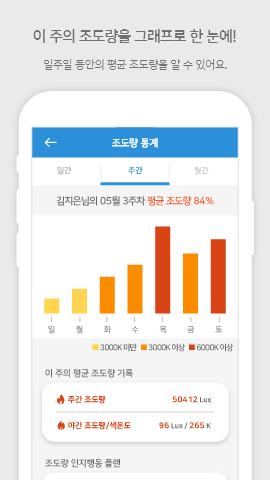 이 주의 조도량을 그래프로 한 눈에!
일주일 동안의 평균 조도량을 알 수 있어요.
조도량 통계
일간 주간 월간
김지은님의 05월 3주차 평균 조도량 84%
일 월 화 수 목 금 토
3000K 미만 3000K 이상 6000K 이상
이 주의 평균 조도량 기록
주간 조도량 50412 Lux
야간 조도량/색온도 96 Lux / 265 K
조도량 인지행동 플랜